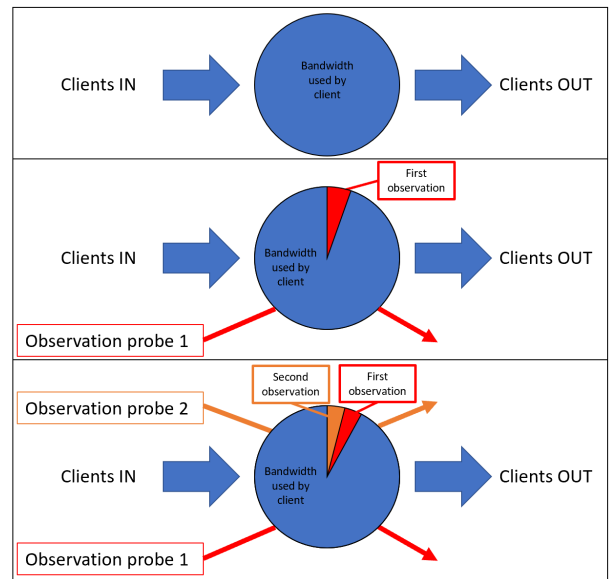 Bandwidth
used by
client
Clients IN
Clients OUT
First
observation
Bandwidth
used by
client
Clients IN
Clients OUT
Observation probe 1
Second
observation
First
observation
Observation probe 2
Bandwidth
used by
client
Clients IN
Clients OUT
Observation probe 1